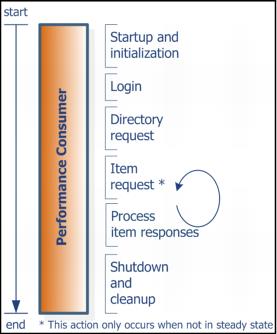 start
Performance Consumer
Startup and
initialization
Login
Directory
request
Item
request *
Process
item responses
Shutdown
and
cleanup
end
* This action only occurs when not in steady state